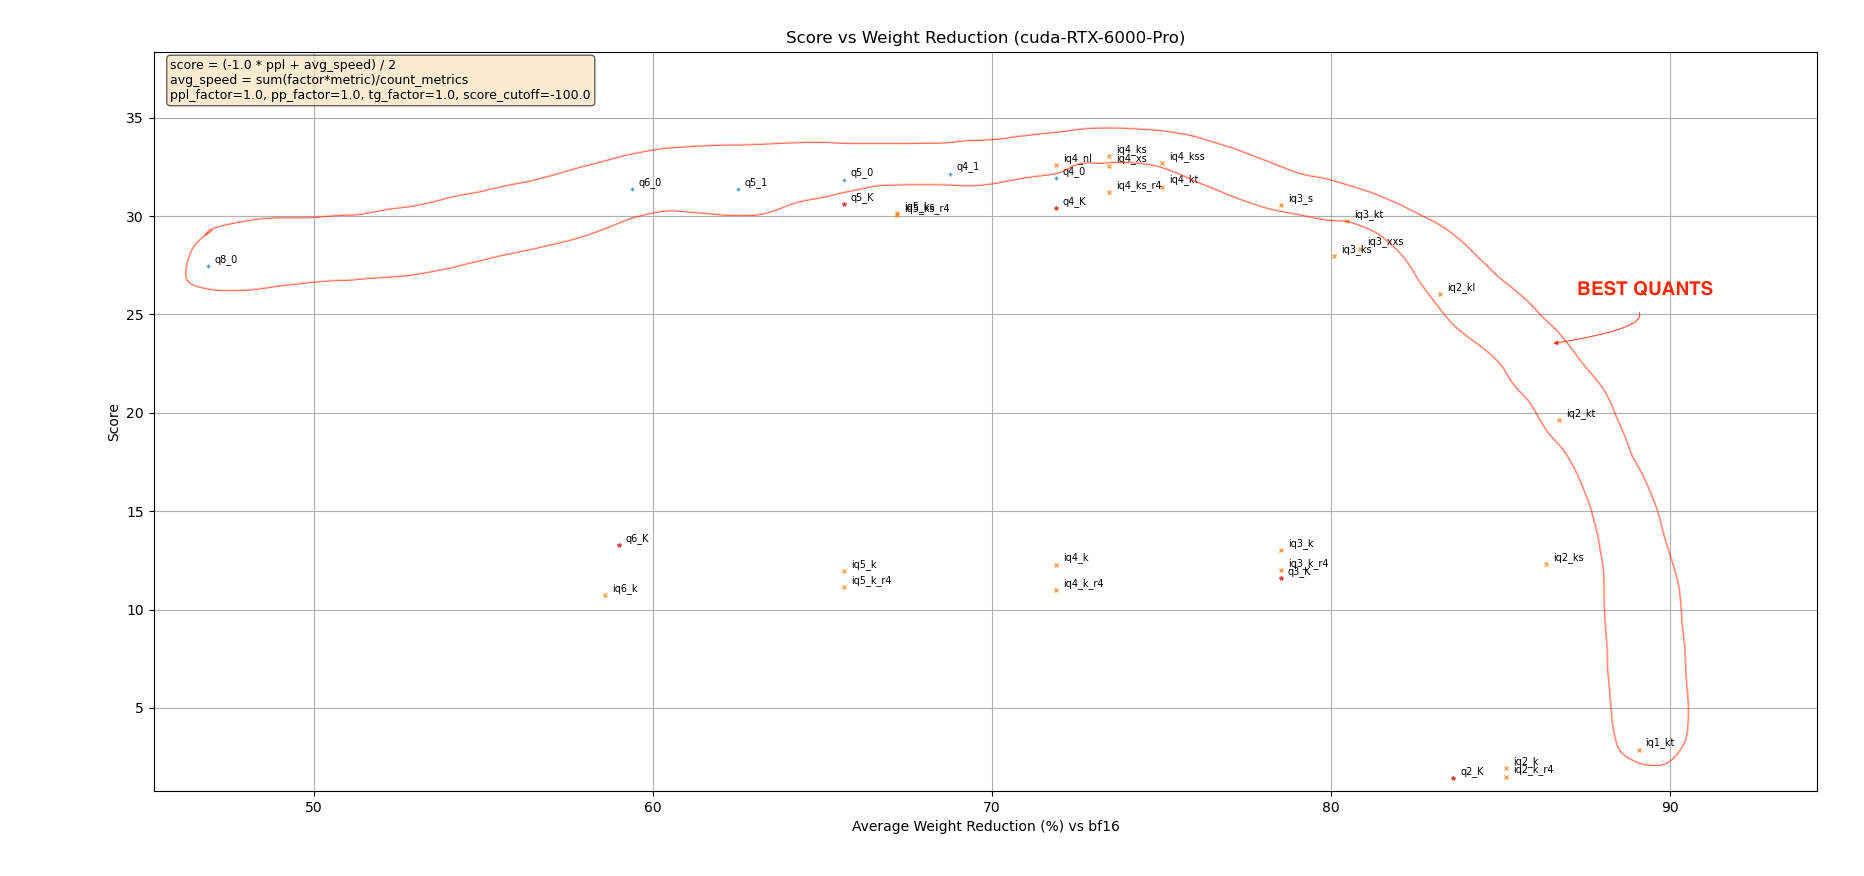 Score vs Weight Reduction (cuda-RTX-6000-Pro)
score = (-1.0 * ppl + avg_speed) / 2
avg_speed = sum(factor*metric)/count_metrics
ppl_factor=1.0, pp_factor=1.0, tg_factor=1.0, score_cutoff=-100.0
35
iq4_ks
iq4_nl
iq4_xs
iq4_kss
q4_1
q5_0
q4_0
q6_0
q5_1
iq4_kt
iq4_ks_r4
q5_K
iq3_s
q4_K
iq5_ks
iq5_ks_r4
30
iq3_kt
iq3_xxs
iq3_ks
q8_0
iq2_kl
BEST QUANTS
25
20
iq2_kt
Score
15
q6_K
iq3_k
iq4_k
iq2_ks
iq5_k
iq3_k_r4
q3_K
iq5_k_r4
iq4_k_r4
iq6_k
10
5
iq1_kt
iq2_k
q2_K
iq2_k_r4
50
60
70
80
90
Average Weight Reduction (%) vs bf16